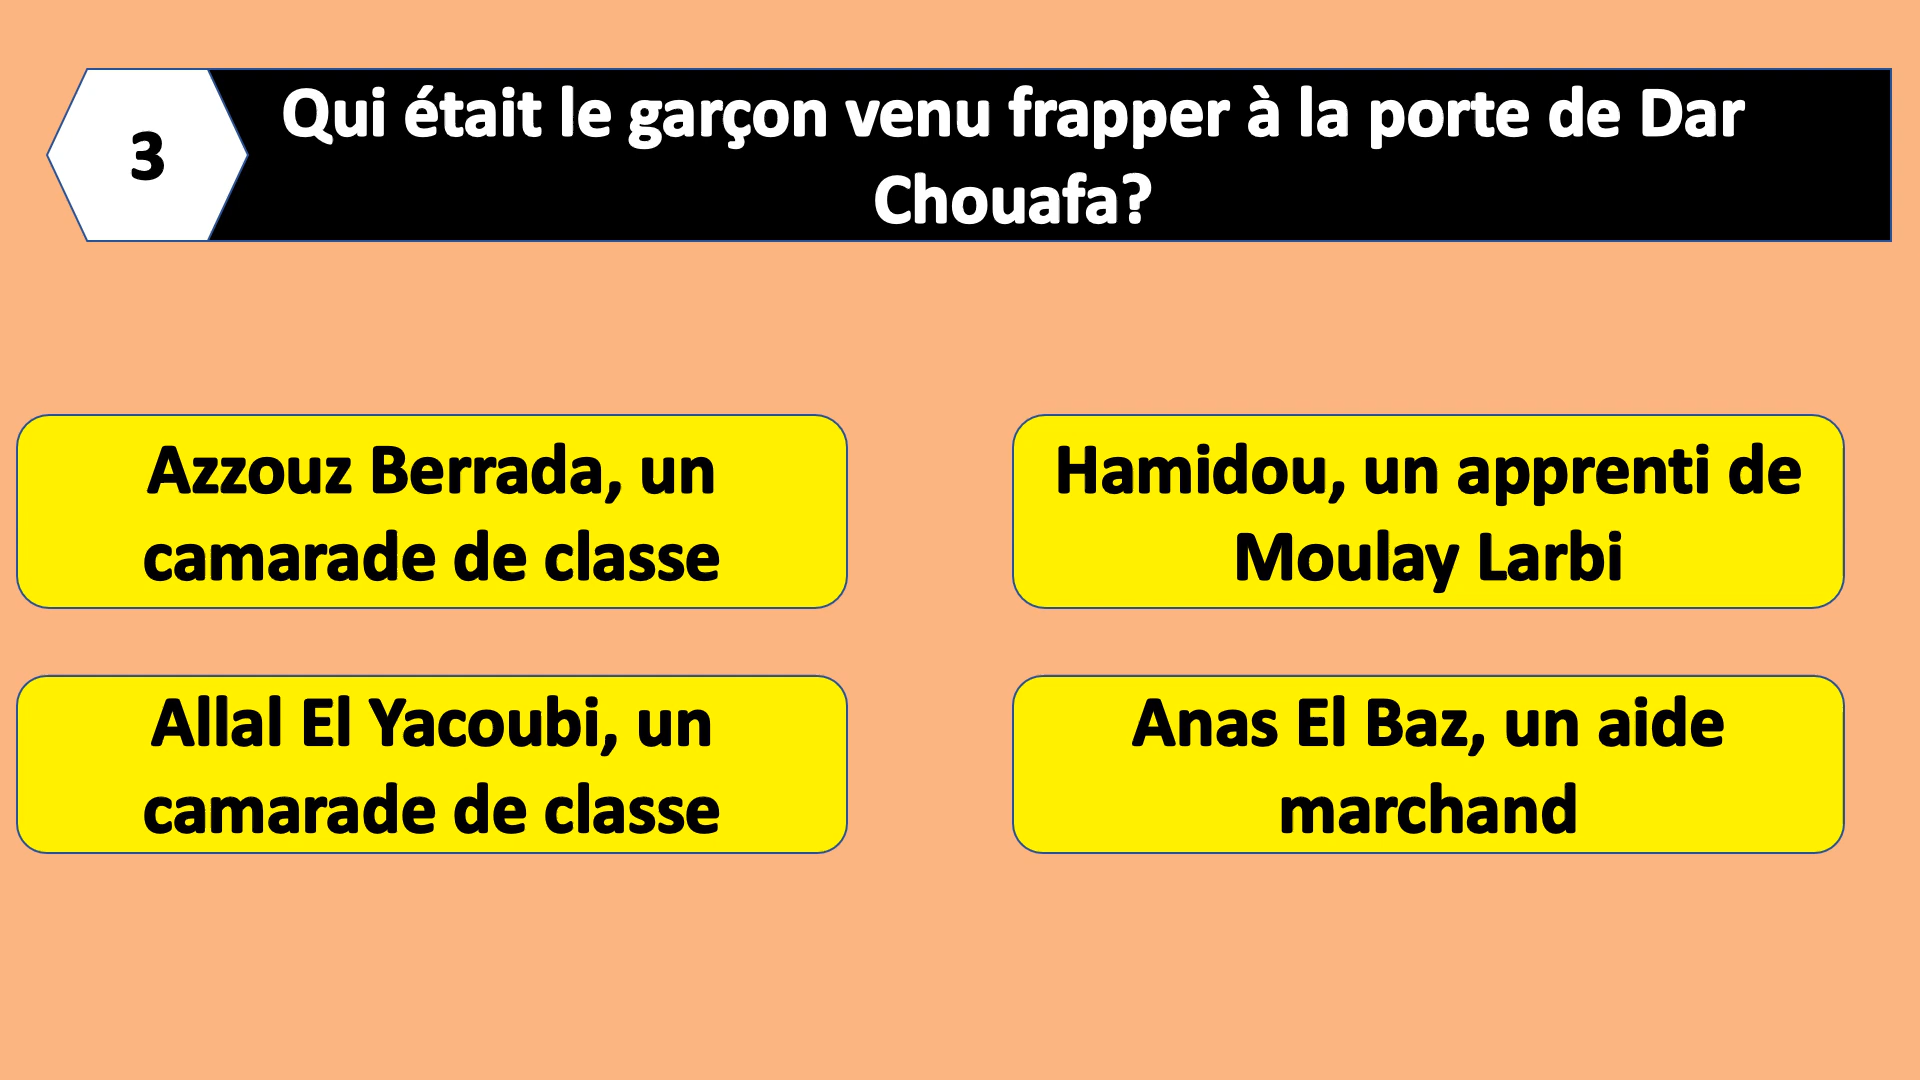 3
Qui était le garçon venu frapper à la porte de Dar
Chouafa?
Azzouz Berrada, un
camarade de classe
Hamidou, un apprenti de
Moulay Larbi
Allal El Yacoubi, un
camarade de classe
Anas El Baz, un aide
marchand